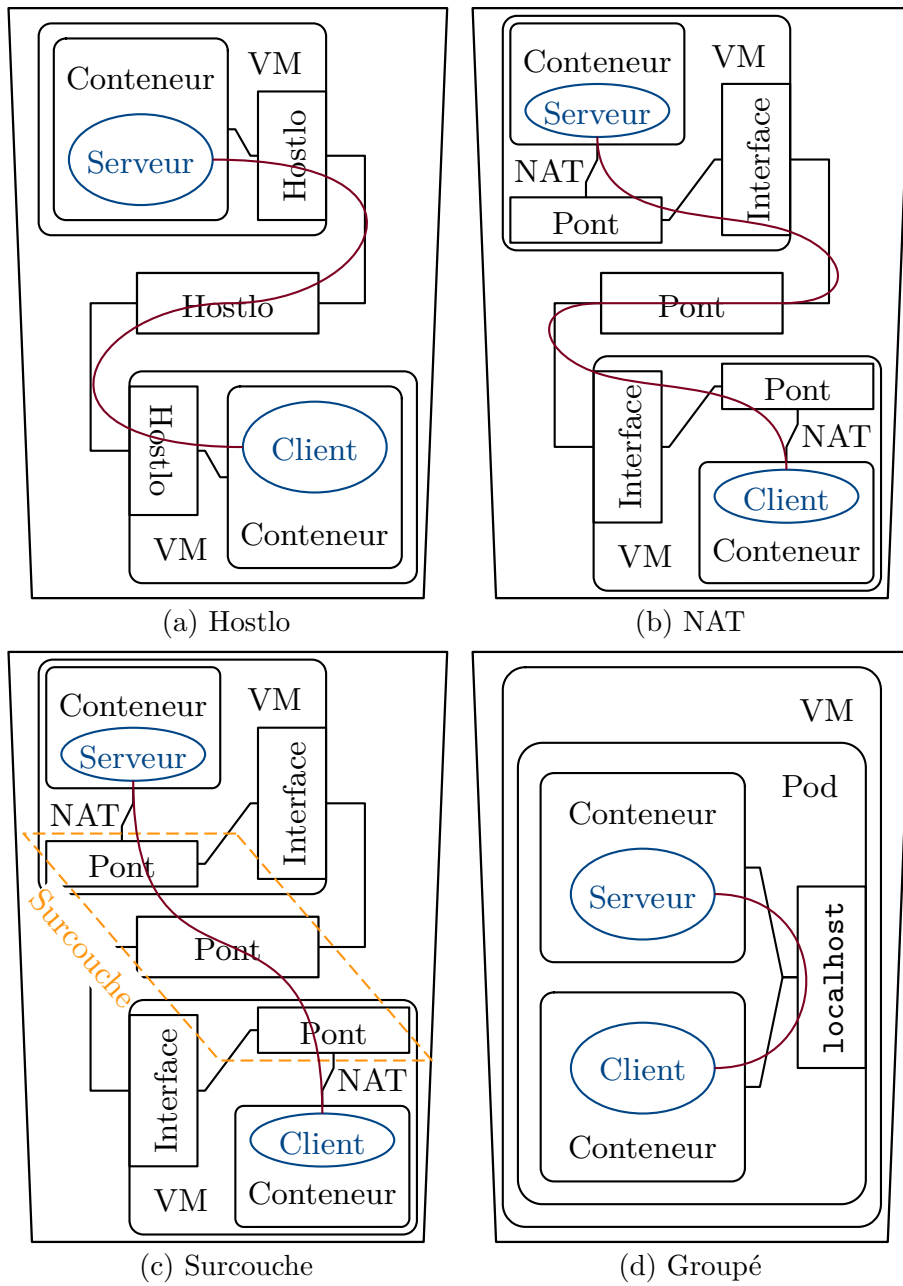 VM
Conteneur
Serveur
Hostlo
Hostlo
Hostlo
Client
VM
Conteneur
(a) Hostlo
Conteneur
VM
Serveur
Interface
NAT
Pont
Pont
Pont
Interface
NAT
Client
VM
Conteneur
(b) NAT
Conteneur
VM
Serveur
Interface
NAT
Pont
Surcouche
Pont
Pont
Interface
NAT
Client
VM
Conteneur
(c) Surcouche
VM
Pod
Conteneur
Serveur
localhost
Client
Conteneur
(d) Groupé